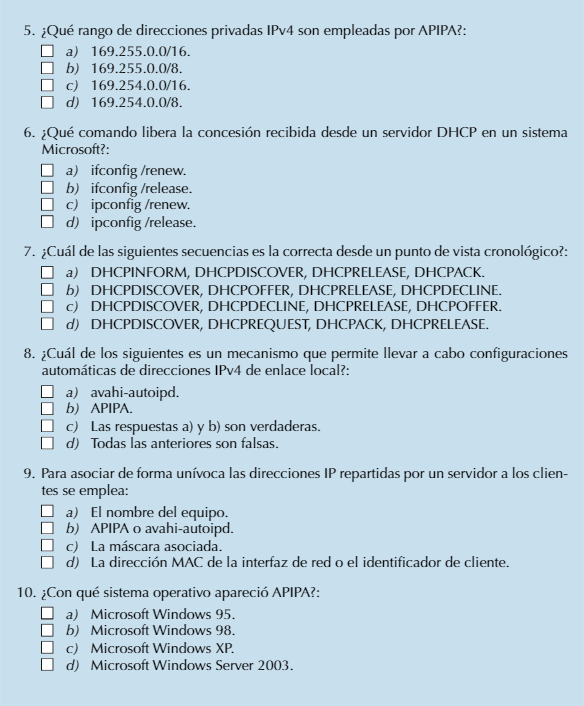 5. ¿Qué rango de direcciones privadas IPv4 son empleadas por APIPA?:
a) 169.255.0.0/16.
b) 169.255.0.0/8.
c) 169.254.0.0/16.
d) 169.254.0.0/8.
6. ¿Qué comando libera la concesión recibida desde un servidor DHCP en un sistema
Microsoft?:
a) ifconfig /renew.
b) ifconfig /release.
c) ipconfig /renew.
d) ipconfig /release.
7. ¿Cuál de las siguientes secuencias es la correcta desde un punto de vista cronológico?:
a) DHCPINFORM, DHCPDISCOVER, DHCPRELEASE, DHCPACK.
b) DHCPDISCOVER, DHCPOFFER, DHCPRELEASE, DHCPDECLINE.
c) DHCPDISCOVER, DHCPDECLINE, DHCPRELEASE, DHCPOFFER.
d) DHCPDISCOVER, DHCPREQUEST, DHCPACK, DHCPRELEASE.
8. ¿Cuál de los siguientes es un mecanismo que permite llevar a cabo configuraciones
automáticas de direcciones IPv4 de enlace local?:
a) avahi-autoipd.
b) APIPA.
c) Las respuestas a) y b) son verdaderas.
d) Todas las anteriores son falsas.
9. Para asociar de forma unívoca las direcciones IP repartidas por un servidor a los clien-
tes se emplea:
a) El nombre del equipo.
b) APIPA o avahi-autoipd.
c) La máscara asociada.
d) La dirección MAC de la interfaz de red o el identificador de cliente.
10. ¿Con qué sistema operativo apareció APIPA?:
a) Microsoft Windows 95.
b) Microsoft Windows 98.
c) Microsoft Windows XP.
d) Microsoft Windows Server 2003.